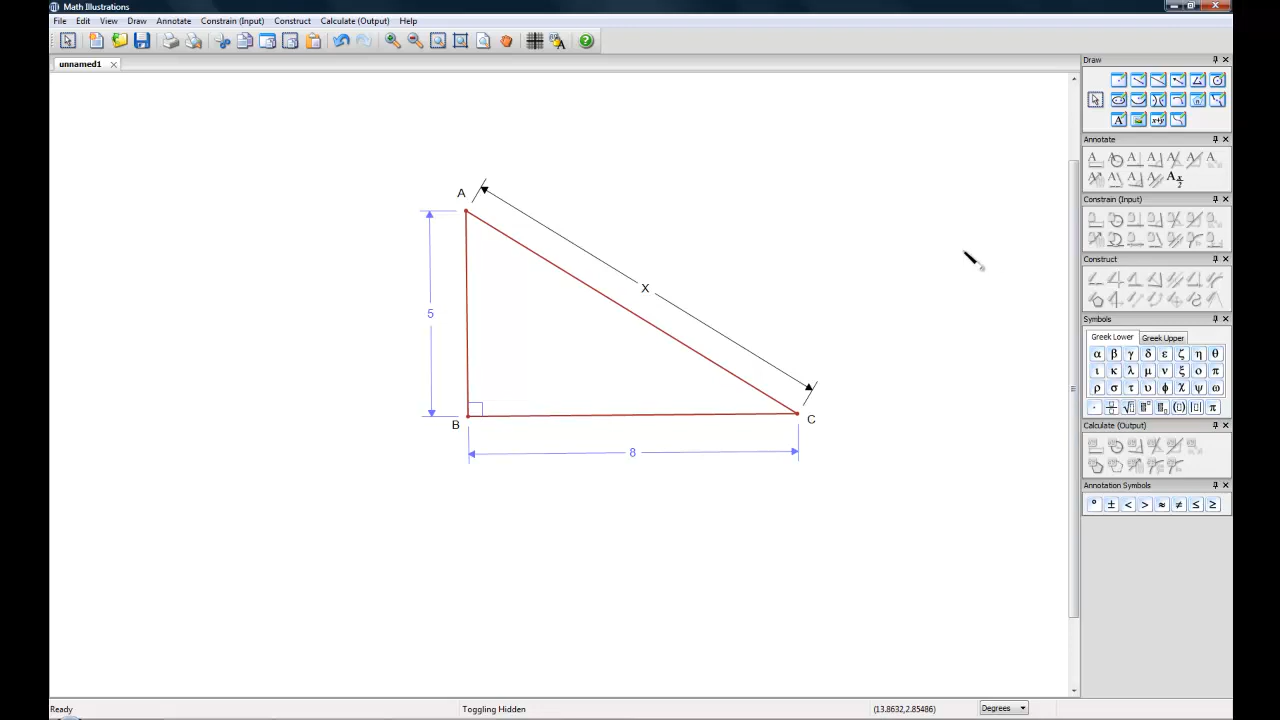 Math Illustrations
File Edit View Draw Annotate Constrain (Input) Construct Calculate (Output) Help
unnamed1
Draw
A
Annotate
Constrain (Input)
Construct
Symbols
Greek Lower Greek Upper
α β γ δ ε ζ η θ
ι κ λ μ ν ξ ο π
ρ σ τ υ φ χ ψ ω
Calculate (Output)
Annotation Symbols
° ± < > ≈ ≠ ≤ ≥
A
X
5
B
C
8
Ready
Toggling Hidden
(13.8632,2.85486)
Degrees